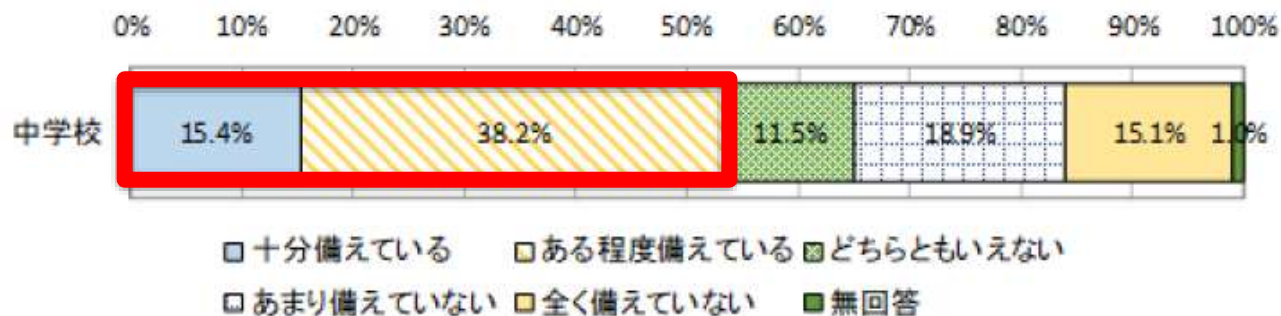 0% 10% 20% 30% 40% 50% 60% 70% 80% 90% 100%
中学校 15.4% 38.2% 11.5% 18.9% 15.1% 1.0%
十分備えている ある程度備えている どちらともいえない
あまり備えていない 全く備えていない 無回答